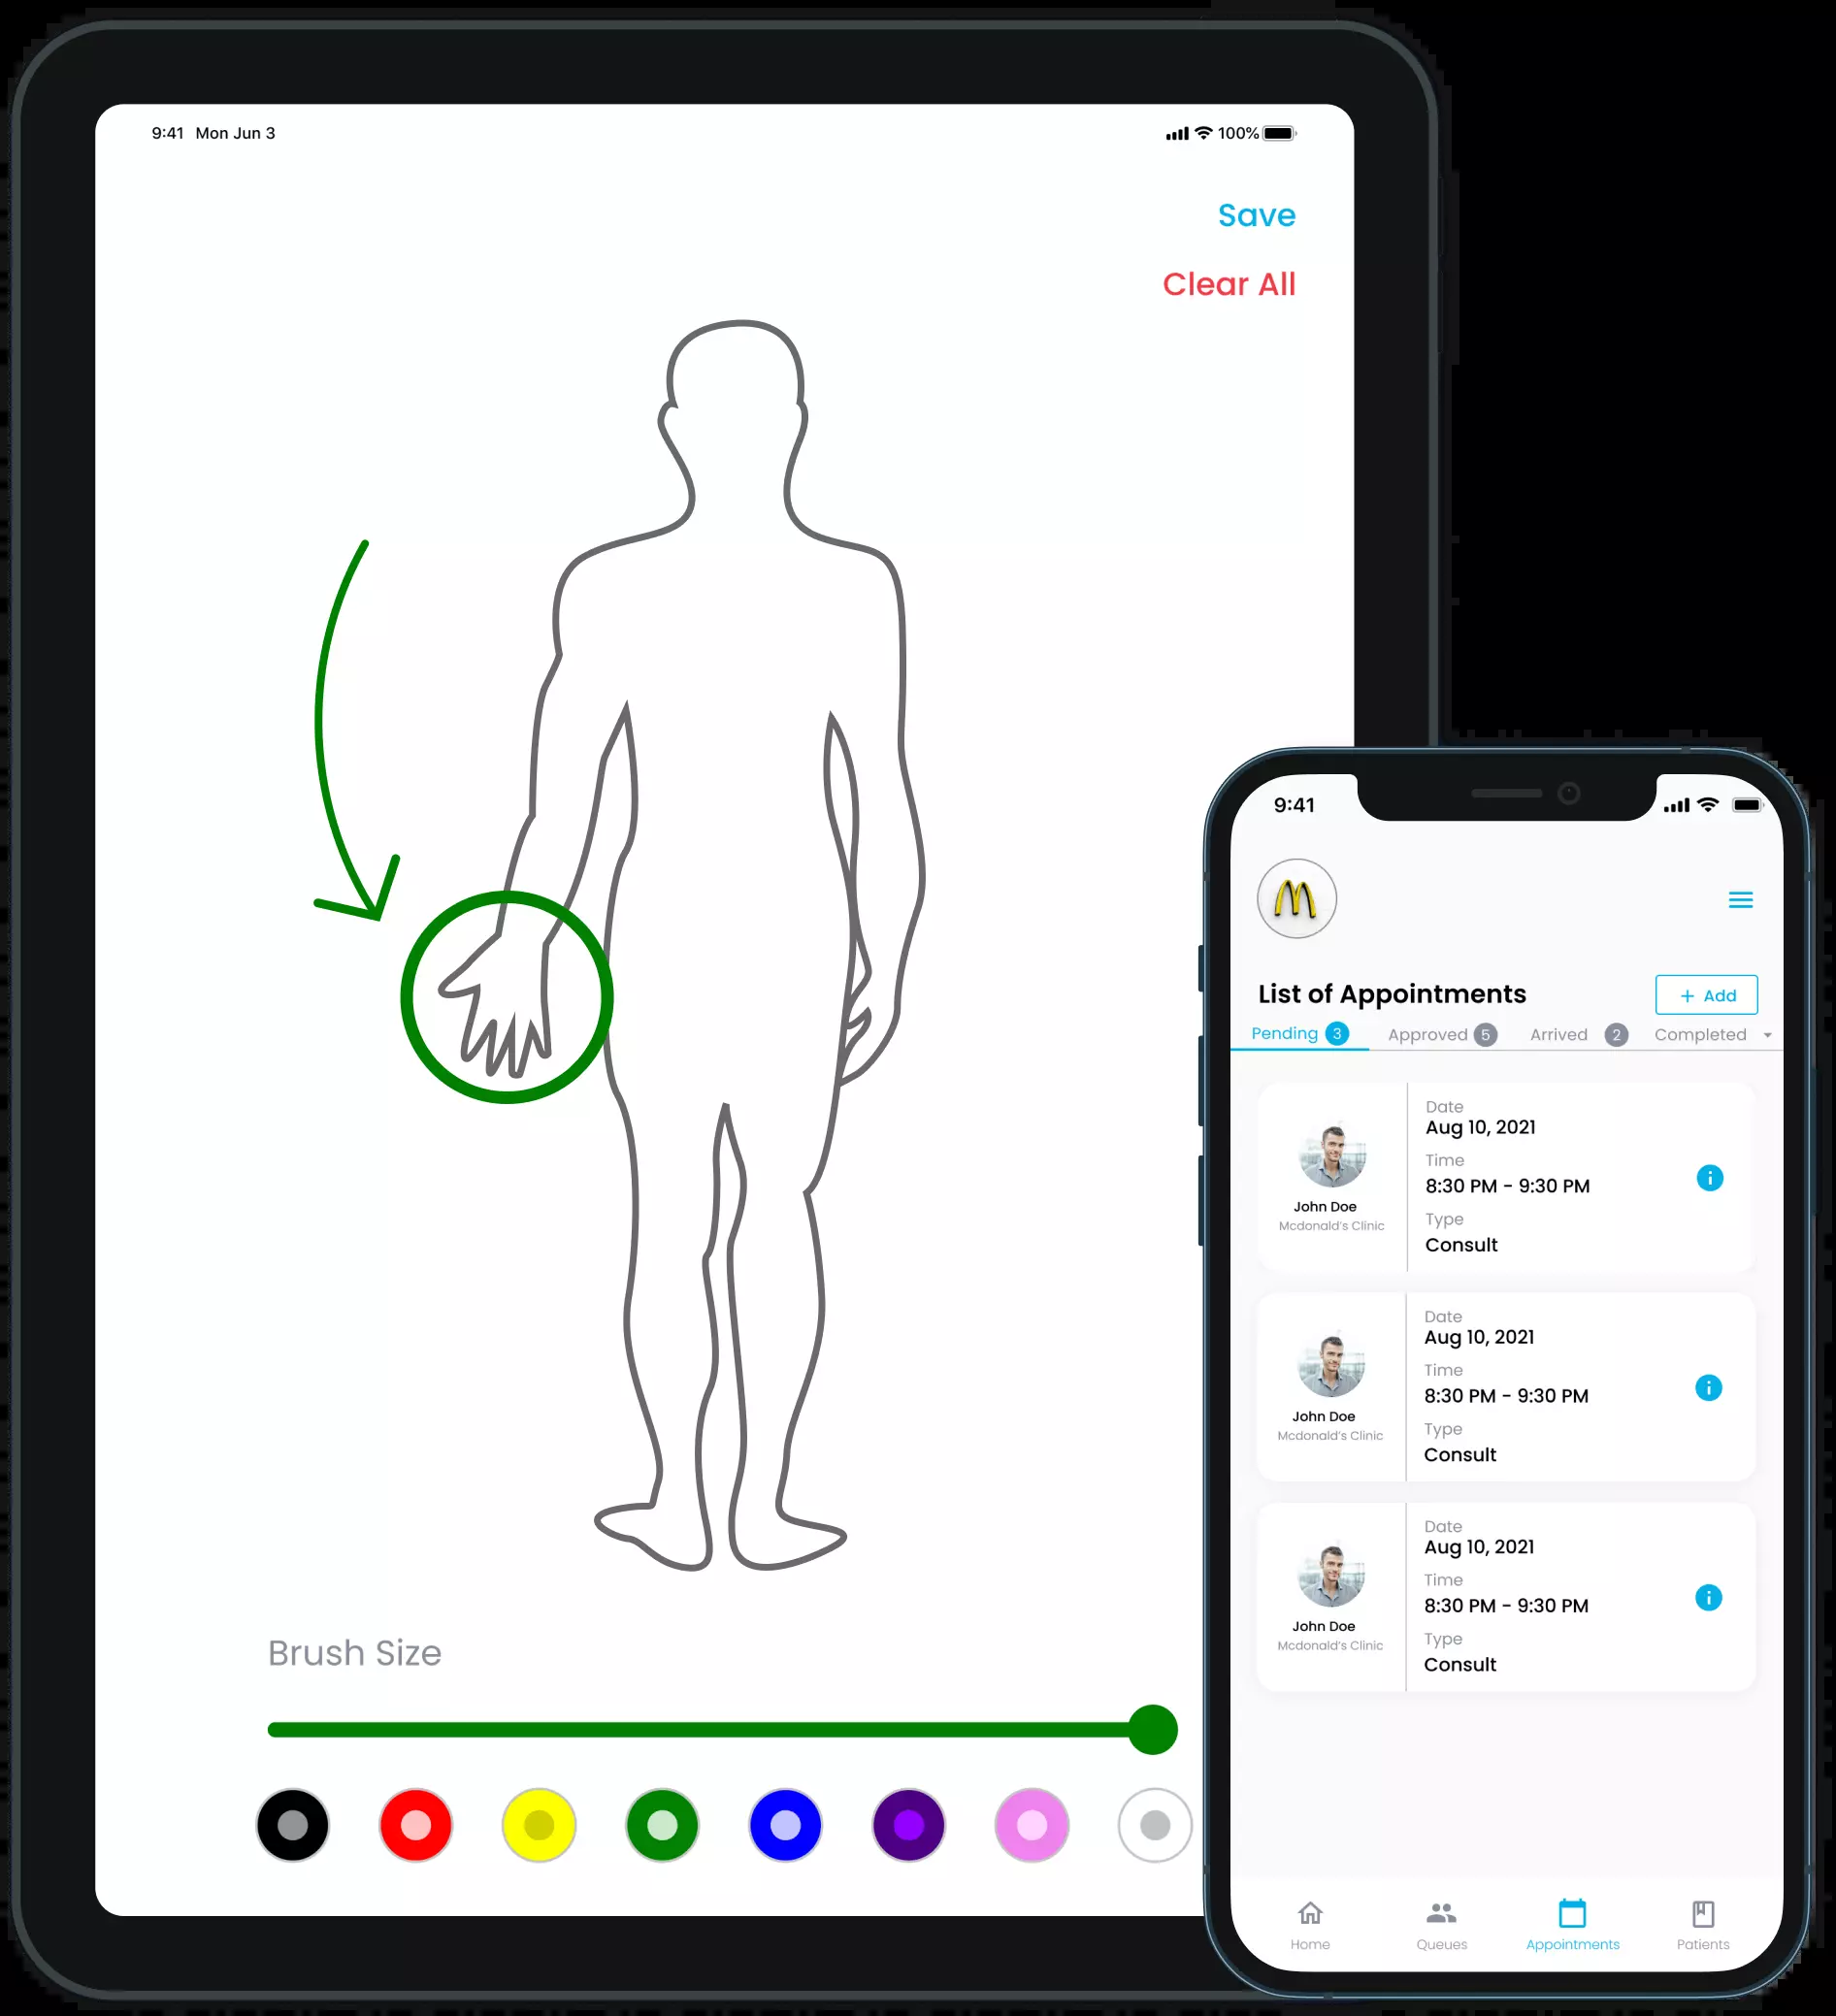 9:41 Mon Jun 3
100%
Save
Clear All
Brush Size
9:41
List of Appointments
+ Add
Pending 3 Approved 5 Arrived 2 Completed
Date
Aug 10, 2021
Time
8:30 PM - 9:30 PM
Type
Consult
John Doe
Mcdonald's Clinic
Date
Aug 10, 2021
Time
8:30 PM - 9:30 PM
Type
Consult
John Doe
Mcdonald's Clinic
Date
Aug 10, 2021
Time
8:30 PM - 9:30 PM
Type
Consult
John Doe
Mcdonald's Clinic
Home Queues Appointments Patients